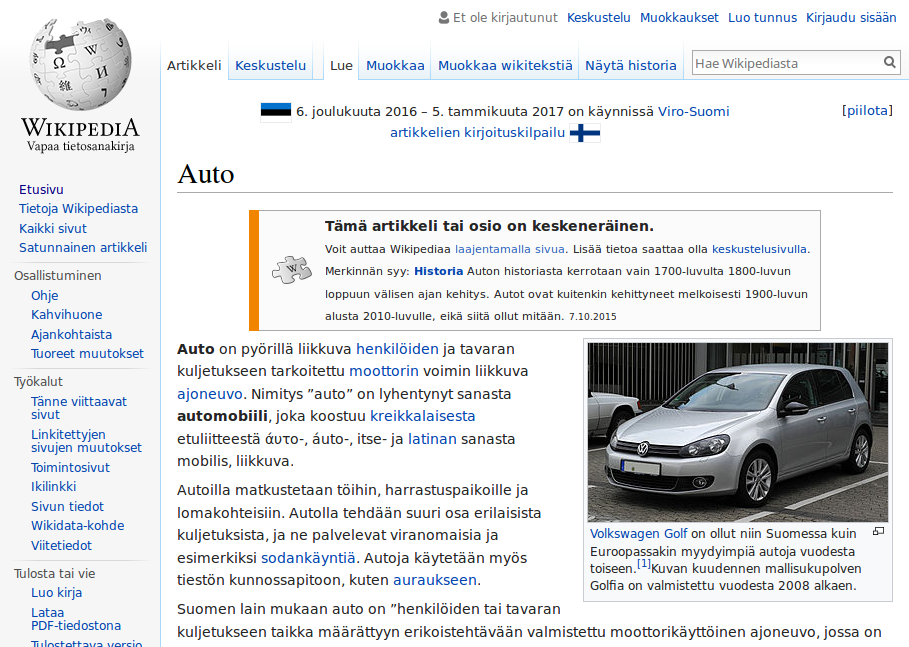 Et ole kirjautunut Keskustelu Muokkaukset Luo tunnus Kirjaudu sisään
Artikkeli Keskustelu Lue Muokkaa Muokkaa wikitekstiä Näytä historia Hae Wikipediasta
WIKIPEDIA
Vapaa tietosanakirja
Etusivu
Tietoja Wikipediasta
Kaikki sivut
Satunnainen artikkeli
Osallistuminen
Ohje
Kahvihuone
Ajankohtaista
Tuoreet muutokset
Työkalut
Tänne viittaavat
sivut
Linkitettyjen
sivujen muutokset
Toimintosivut
Ikilinkki
Sivun tiedot
Wikidata-kohde
Viitetiedot
Tulosta tai vie
Luo kirja
Lataa
PDF-tiedostona
Tulostettava versio
6. joulukuuta 2016 – 5. tammikuuta 2017 on käynnissä Viro-Suomi
artikkelien kirjoituskilpailu
[piilota]
Auto
Tämä artikkeli tai osio on keskeneräinen.
Voit auttaa Wikipediaa laajentamalla sivua. Lisää tietoa saattaa olla keskustelusivulla.
Merkinnän syy: Historia Auton historiasta kerrotaan vain 1700-luvulta 1800-luvun
loppuun välisen ajan kehitys. Autot ovat kuitenkin kehittyneet melkoisesti 1900-luvun
alusta 2010-luvulle, eikä siitä ollut mitään. 7.10.2015
Auto on pyörillä liikkuva henkilöiden ja tavaran
kuljetukseen tarkoitettu moottorin voimin liikkuva
ajoneuvo. Nimitys ”auto” on lyhentynyt sanasta
automobiili, joka koostuu kreikkalaisesta
etuliitteestä άυτο-, áuto-, itse- ja latinan sanasta
mobilis, liikkuva.
Autoilla matkustetaan töihin, harrastuspaikoille ja
lomakohteisiin. Autolla tehdään suuri osa erilaisista
kuljetuksista, ja ne palvelevat viranomaisia ja
esimerkiksi sodankäyntiä. Autoja käytetään myös
tiestön kunnossapitoon, kuten auraukseen.
Suomen lain mukaan auto on ”henkilöiden tai tavaran
kuljetukseen taikka määrättyyn erikoistehtävään valmistettu moottorikäyttöinen ajoneuvo, jossa on
Volkswagen Golf on ollut niin Suomessa kuin
Euroopassakin myydyimpiä autoja vuodesta
toiseen.[1]Kuvan kuudennen mallisukupolven
Golfia on valmistettu vuodesta 2008 alkaen.